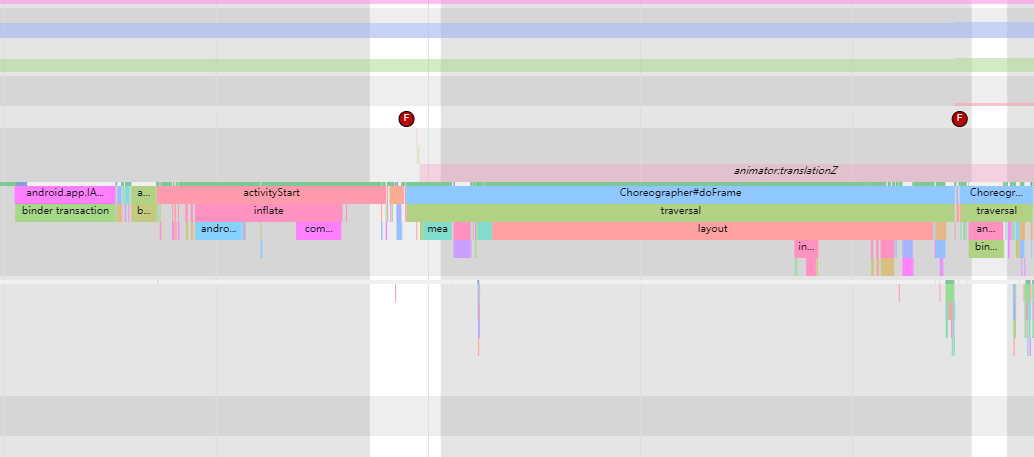 F
F
animator:translationZ
android.app.IA...
a...
activityStart
Choreographer#doFrame
Choreogr...
binder transaction
b...
inflate
traversal
traversal
andro...
com...
mea
layout
an...
in...
bin...